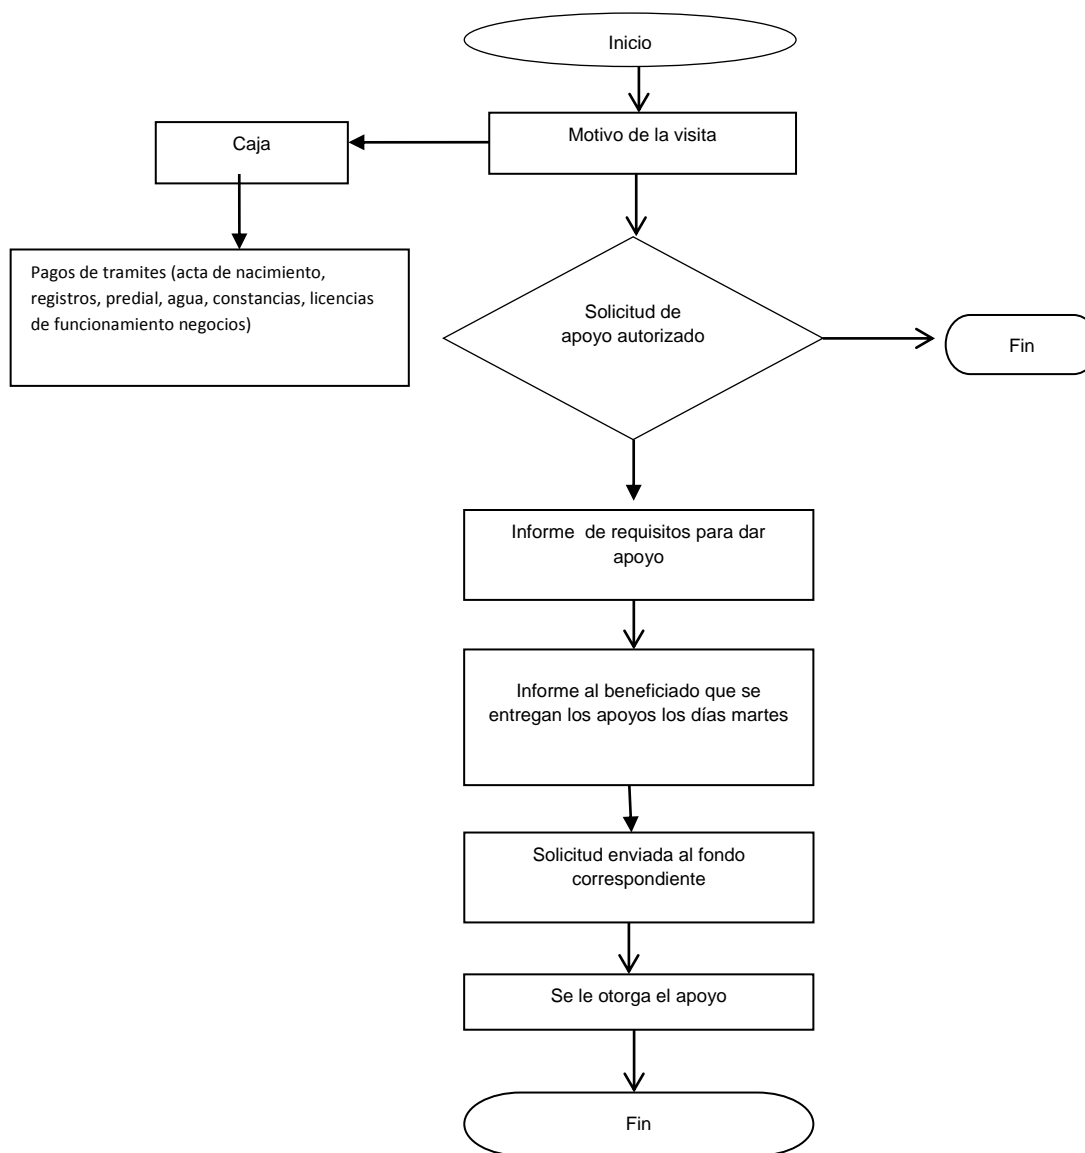 Inicio
Motivo de la visita
Caja
Pagos de tramites (acta de nacimiento,
registros, predial, agua, constancias, licencias
de funcionamiento negocios)
Solicitud de
apoyo autorizado
Fin
Informe de requisitos para dar
apoyo
Informe al beneficiado que se
entregan los apoyos los días martes
Solicitud enviada al fondo
correspondiente
Se le otorga el apoyo
Fin